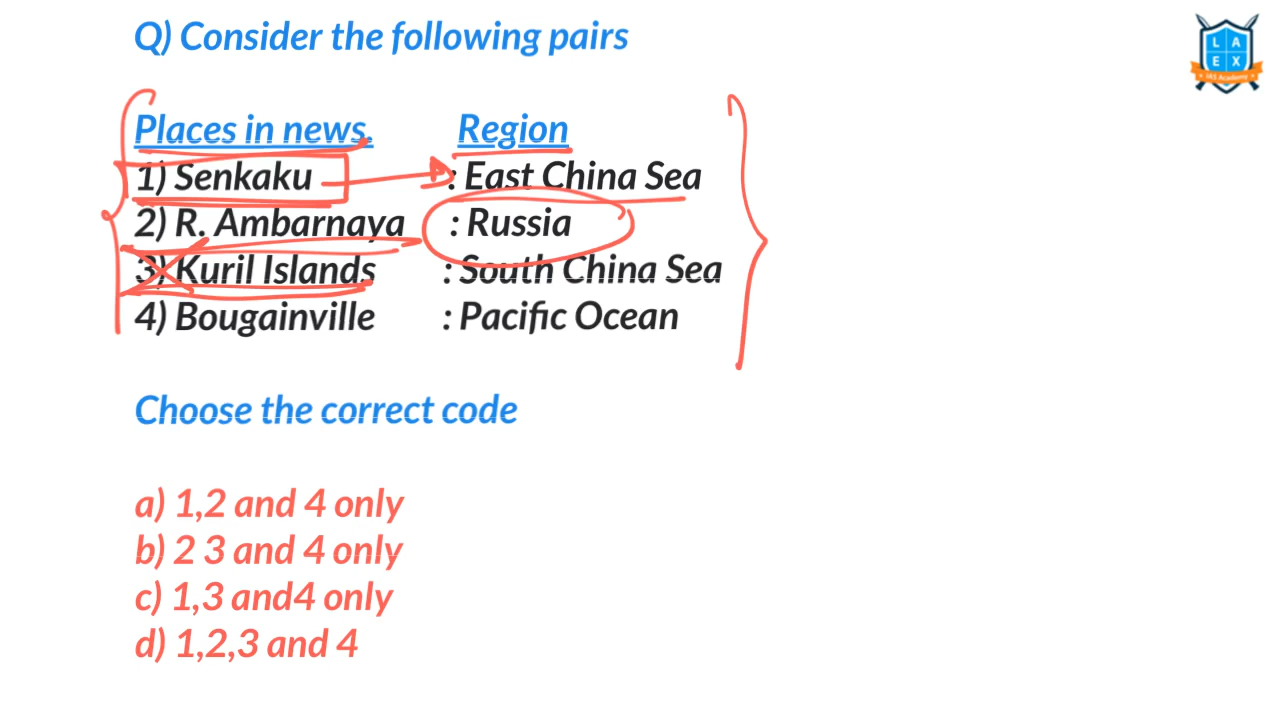 Q) Consider the following pairs
L A
E X
IAS Academy
Places in news. Region
1) Senkaku : East China Sea
2) R. Ambarnaya : Russia
3) Kuril Islands : South China Sea
4) Bougainville : Pacific Ocean
Choose the correct code
a) 1,2 and 4 only
b) 2 3 and 4 only
c) 1,3 and4 only
d) 1,2,3 and 4